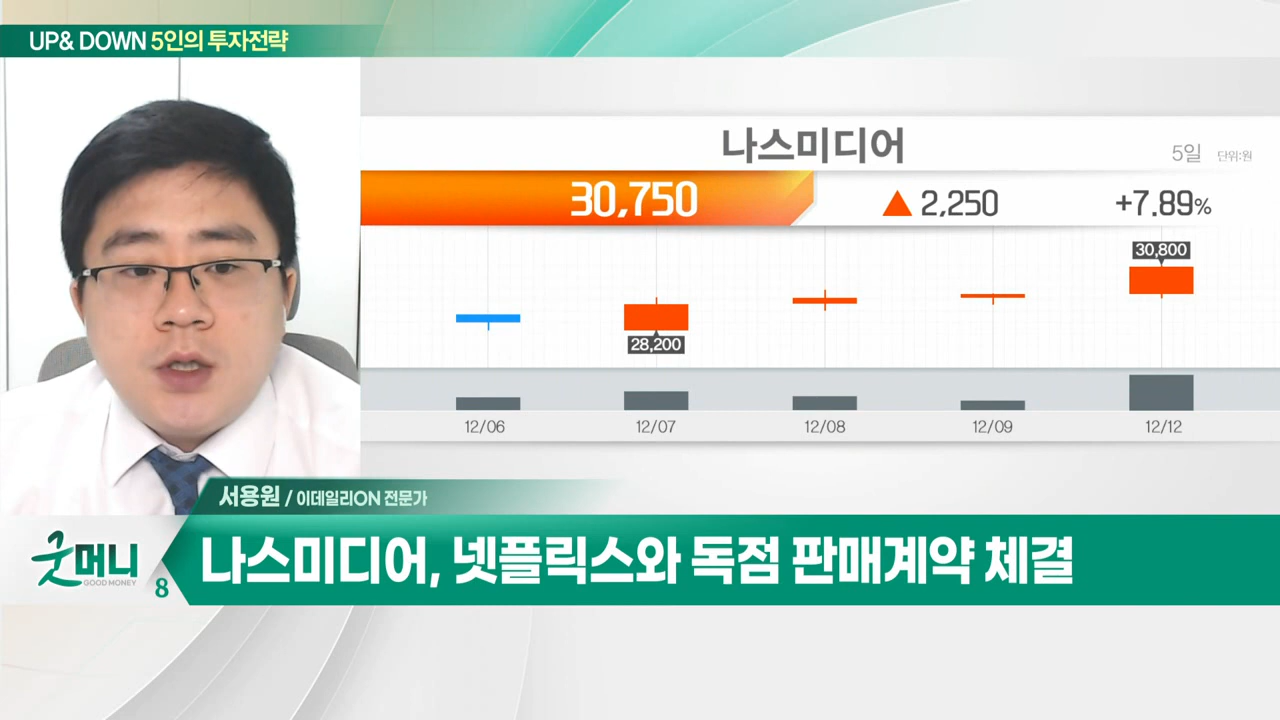 UP& DOWN 5인의 투자전략
나스미디어
5일 단위:원
30,750 ▲ 2,250 +7.89%
30,800
28,200
12/06 12/07 12/08 12/09 12/12
서용원 / 이데일리ON 전문가
굿머니
GOOD MONEY
8
나스미디어, 넷플릭스와 독점 판매계약 체결